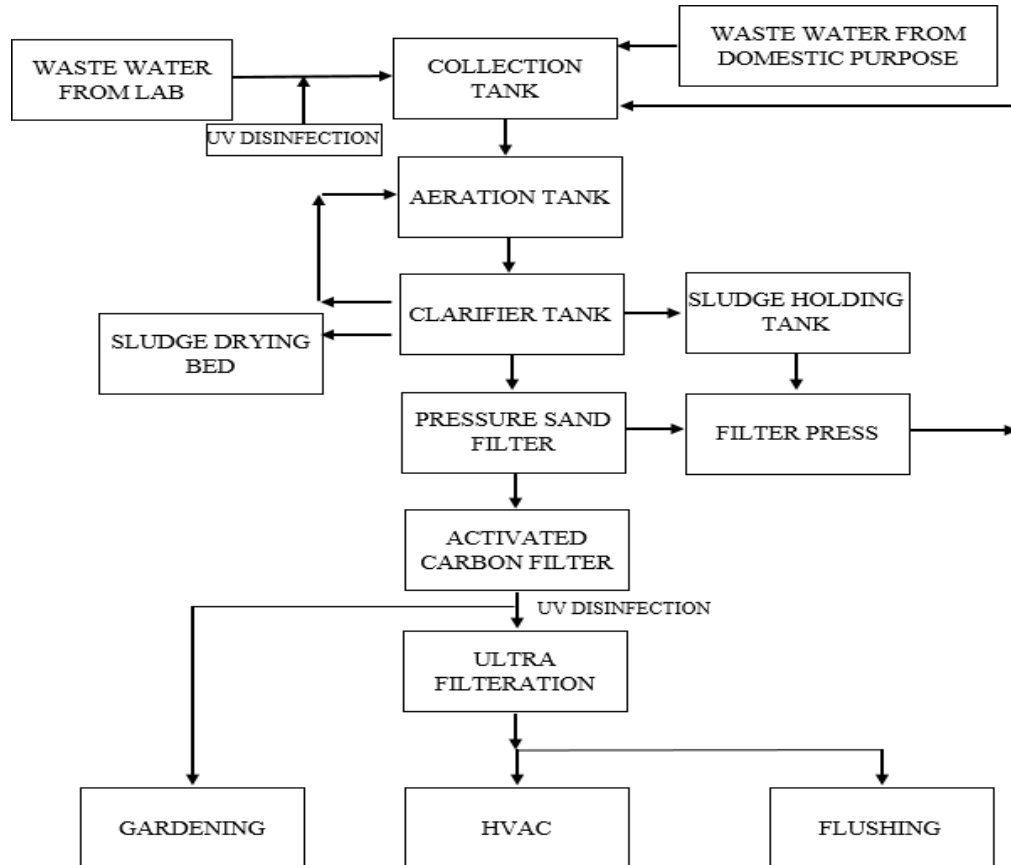 WASTE WATER FROM
DOMESTIC PURPOSE
WASTE WATER
FROM LAB
COLLECTION
TANK
UV DISINFECTION
AERATION TANK
CLARIFIER TANK
SLUDGE HOLDING
TANK
SLUDGE DRYING
BED
PRESSURE SAND
FILTER
FILTER PRESS
ACTIVATED
CARBON FILTER
UV DISINFECTION
ULTRA
FILTERATION
GARDENING
HVAC
FLUSHING